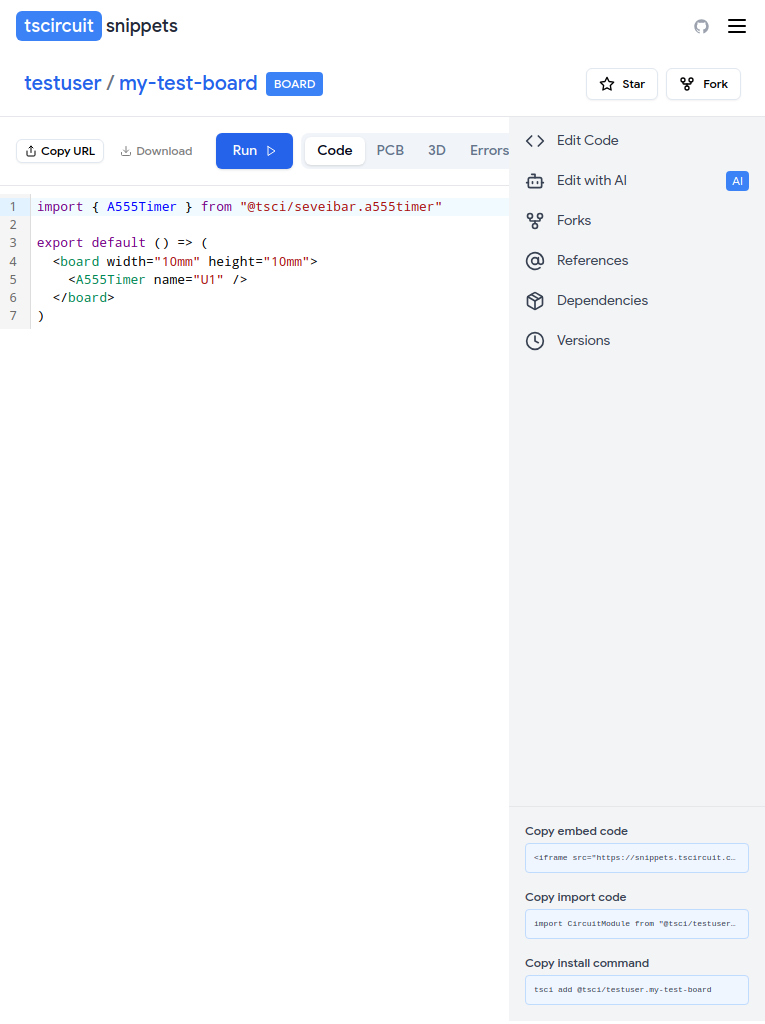 tscircuit snippets
testuser / my-test-board BOARD
Star
Fork
Copy URL
Download
Run
Code
PCB
3D
Errors
1 import { A555Timer } from "@tsci/seveibar.a555timer"
2
3 export default () => (
4 <board width="10mm" height="10mm">
5 <A555Timer name="U1" />
6 </board>
7 )
Edit Code
Edit with AI AI
Forks
References
Dependencies
Versions
Copy embed code
<iframe src="https://snippets.tscircuit.c…
Copy import code
import CircuitModule from "@tsci/testuser…
Copy install command
tsci add @tsci/testuser.my-test-board